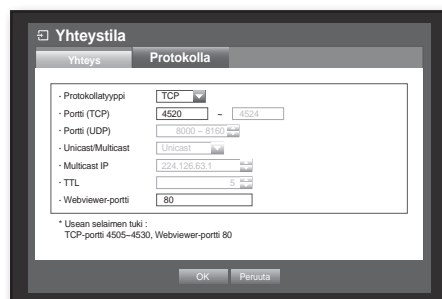 Yhteystila
Yhteys Protokolla
· Protokollatyyppi TCP
· Portti (TCP) 4520 ~ 4524
· Portti (UDP) 8000 ~ 8160
· Unicast/Multicast Unicast
· Multicast IP 224.126.63.1
· TTL 5
· Webviewer-portti 80
* Usean selaimen tuki :
TCP-portti 4505~4530, Webviewer-portti 80
OK Peruuta